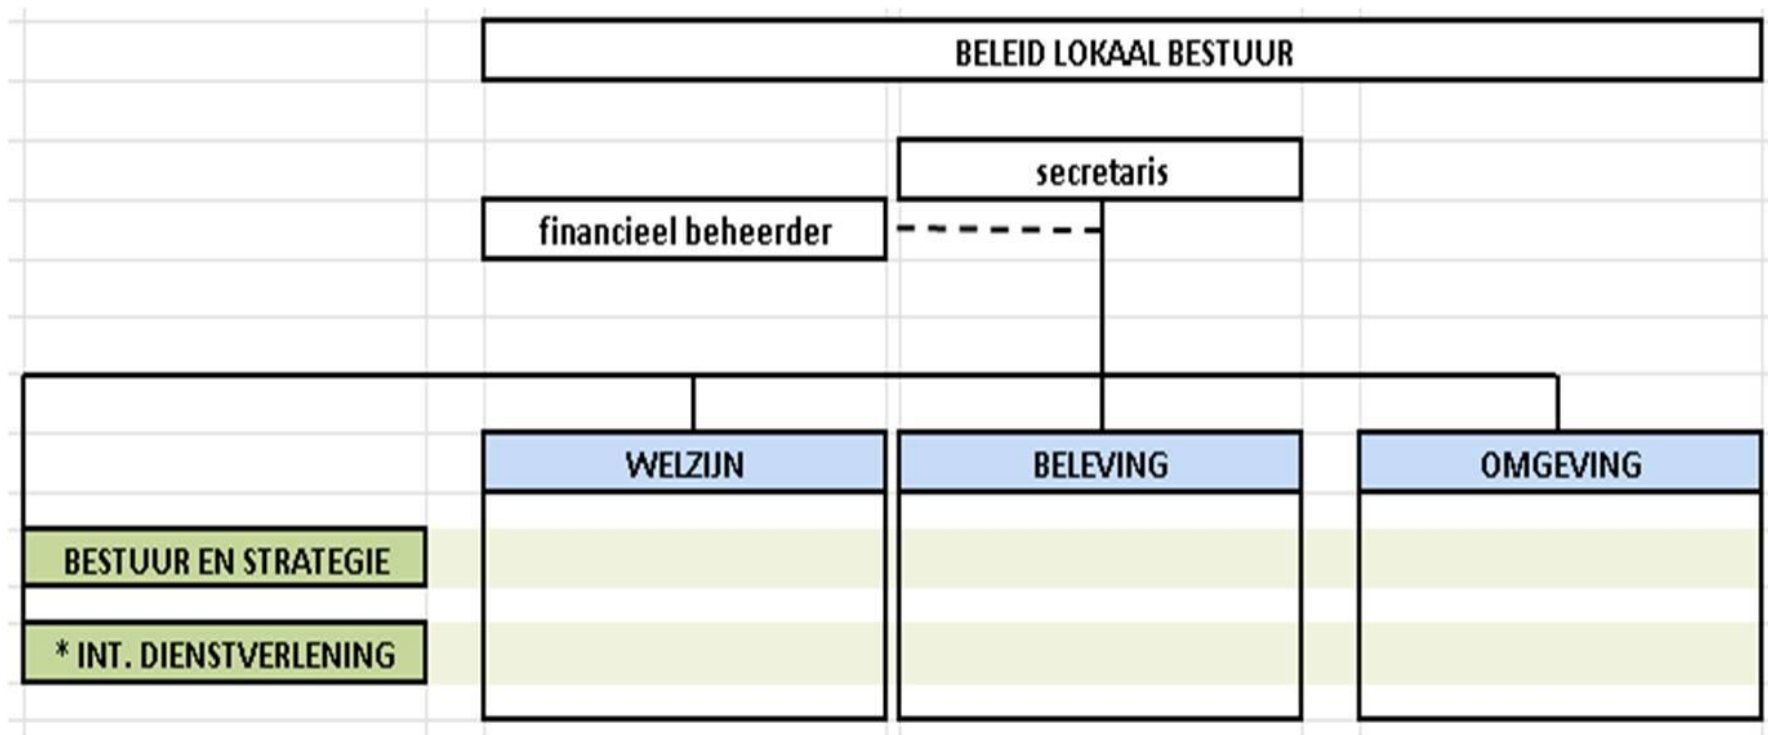 BELEID LOKAAL BESTUUR
secretaris
financieel beheerder
WELZIJN
BELEVING
OMGEVING
BESTUUR EN STRATEGIE
* INT. DIENSTVERLENING